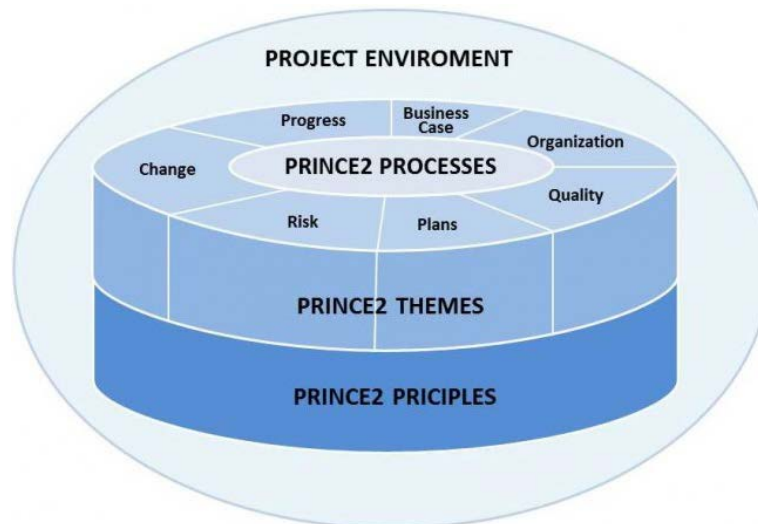 PROJECT ENVIROMENT
Progress
Business
Case
Organization
Change
PRINCE2 PROCESSES
Quality
Risk
Plans
PRINCE2 THEMES
PRINCE2 PRICIPLES